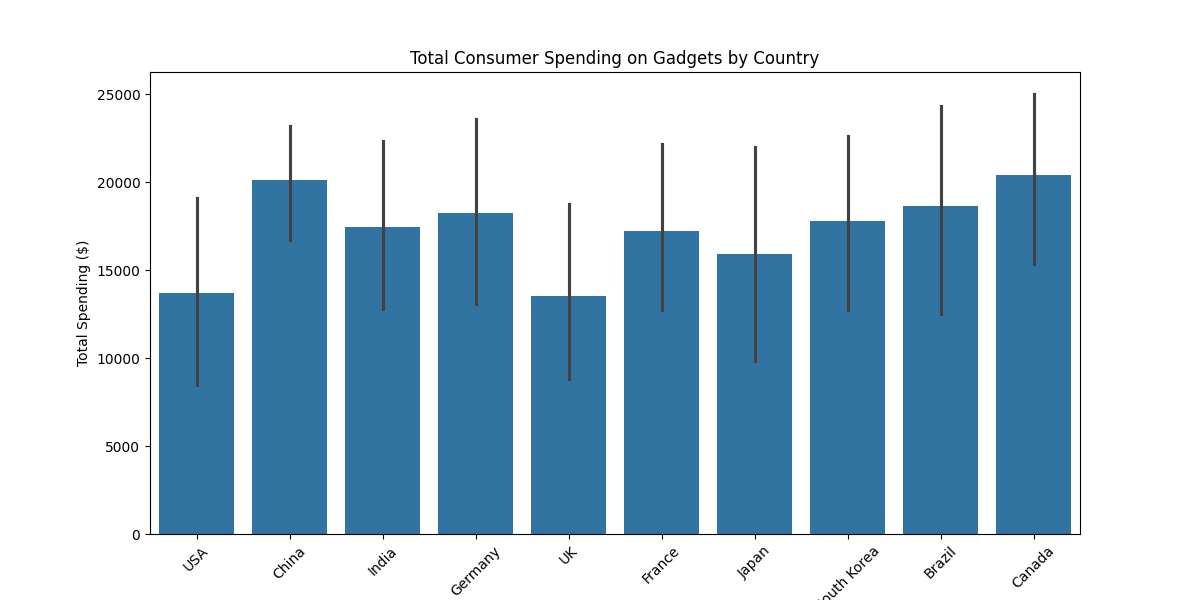 Total Consumer Spending on Gadgets by Country
Total Spending ($)
25000
20000
15000
10000
5000
0
USA
China
India
Germany
UK
France
Japan
outh Korea
Brazil
Canada